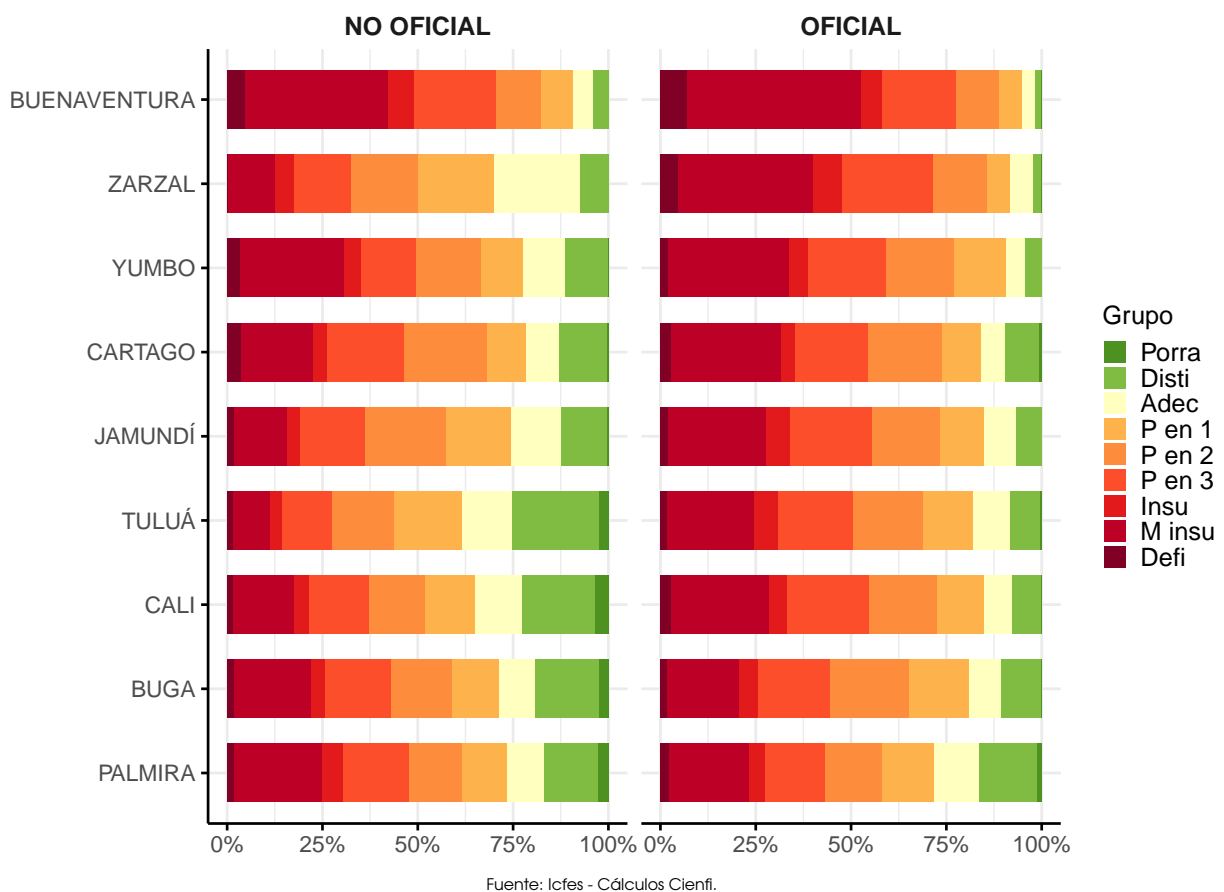 NO OFICIAL
OFICIAL
BUENAVENTURA
ZARZAL
YUMBO
CARTAGO
JAMUNDÍ
TULUÁ
CALI
BUGA
PALMIRA
0%
25%
50%
75%
100%
0%
25%
50%
75%
100%
Grupo
Porra
Disti
Adec
P en 1
P en 2
P en 3
Insu
M insu
Defi
Fuente: Icfes - Cálculos Cienfi.